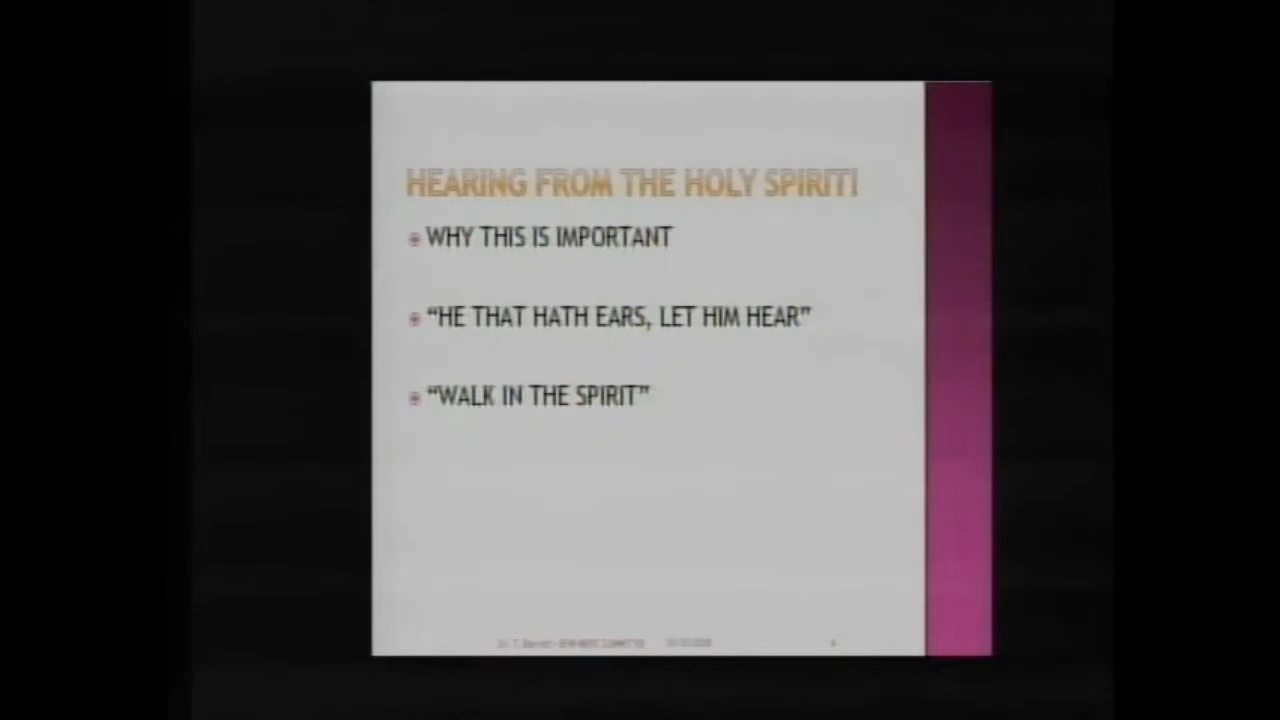 HEARING FROM THE HOLY SPIRIT!
WHY THIS IS IMPORTANT
“HE THAT HATH EARS, LET HIM HEAR”
“WALK IN THE SPIRIT”